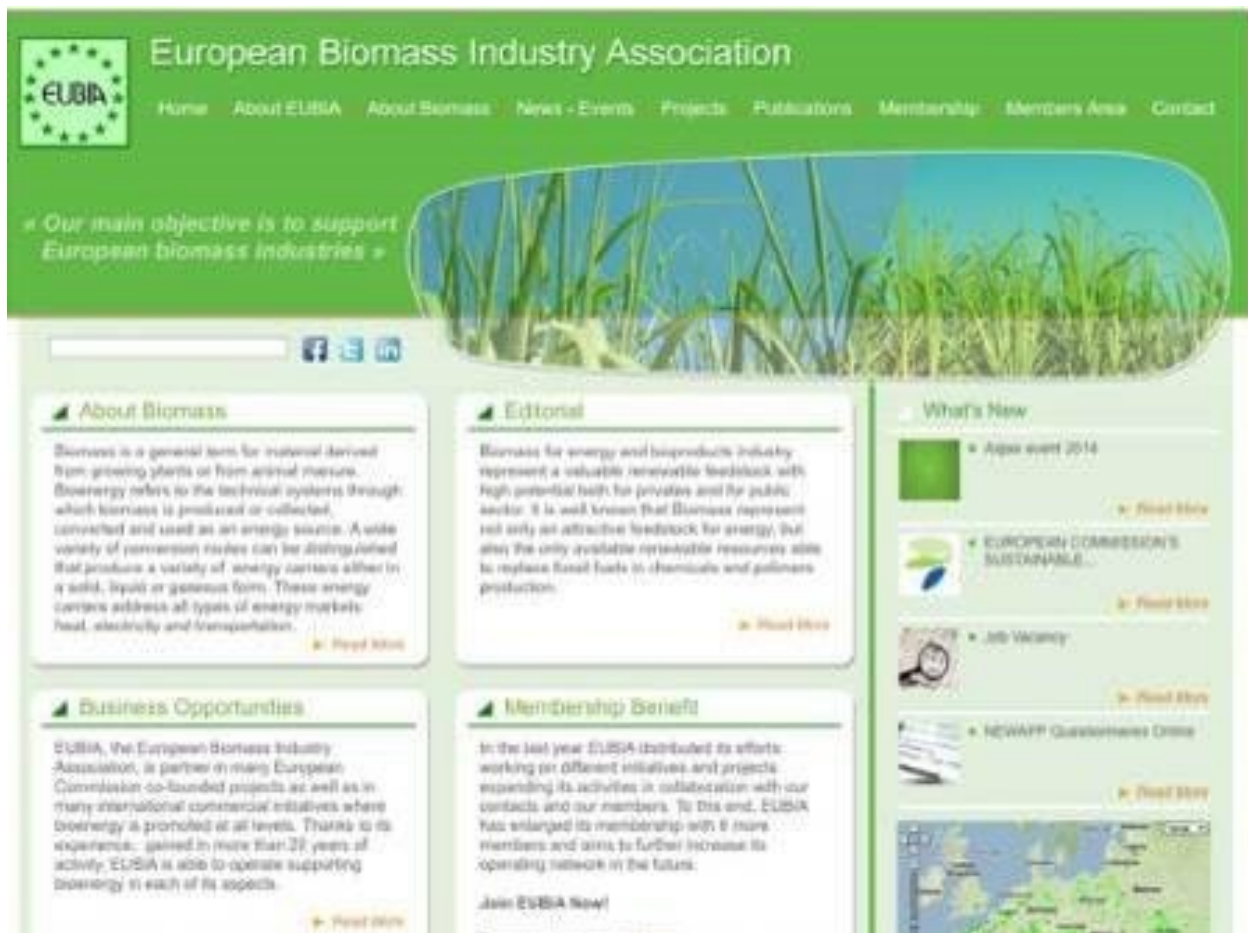 European Biomass Industry Association
EUBIA
Home About EUBIA About Biomass News - Events Projects Publications Membership Members Area Contact
« Our main objective is to support
European biomass industries »
About Biomass
Biomass is a general term for material derived
from growing plants or from animal manure.
Bioenergy refers to the technical systems through
which biomass is produced or collected,
converted and used as an energy source. A wide
variety of conversion routes can be distinguished
that produce a variety of energy carriers either in
a solid, liquid or gaseous form. These energy
carriers address all types of energy markets:
heat, electricity and transportation.
Read More
Editorial
Biomass for energy and bioproducts industry
represent a valuable renewable feedstock with
high potential both for privates and for public
sector. It is well known that Biomass represent
not only an attractive feedstock for energy, but
also the only available renewable resources able
to replace fossil fuels in chemicals and polimers
production.
Read More
Business Opportunities
EUBIA, the European Biomass Industry
Association, is partner in many European
Commission co-founded projects as well as in
many international commercial initiatives where
bioenergy is promoted at all levels. Thanks to its
experience, gained in more than 20 years of
activity, EUBIA is able to operate supporting
bioenergy in each of its aspects.
Read More
Membership Benefit
In the last year EUBIA distributed its efforts
working on different initiatives and projects
expanding its activities in collaboration with our
contacts and our members. To this end, EUBIA
has enlarged its membership with 6 more
members and aims to further increase its
operating network in the future.
Join EUBIA Now!
What's New
event 2014
Read More
EUROPEAN COMMISSION'S
SUSTAINABLE...
Read More
Job Vacancy
Read More
NEWAPP Questionnaires Online
Read More